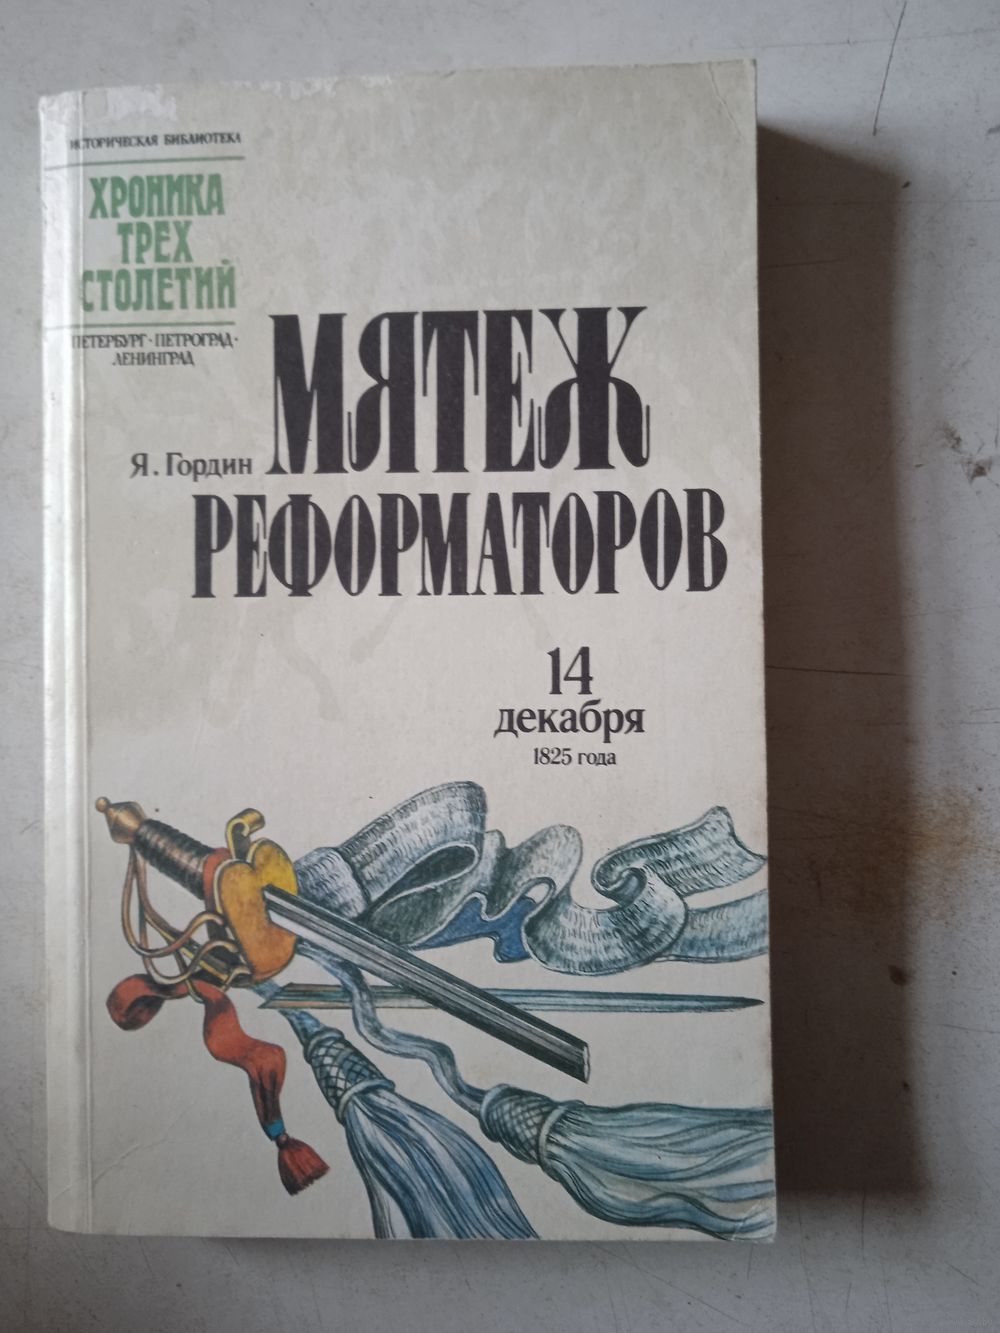 ИСТОРИЧЕСКАЯ БИБЛИОТЕКА
ХРОНИКА
ТРЕХ
СТОЛЕТИЙ
ПЕТЕРБУРГ·ПЕТРОГРАД·
ЛЕНИНГРАД
Я. Гордин
МЯТЕЖ
РЕФОРМАТОРОВ
14
декабря
1825 года